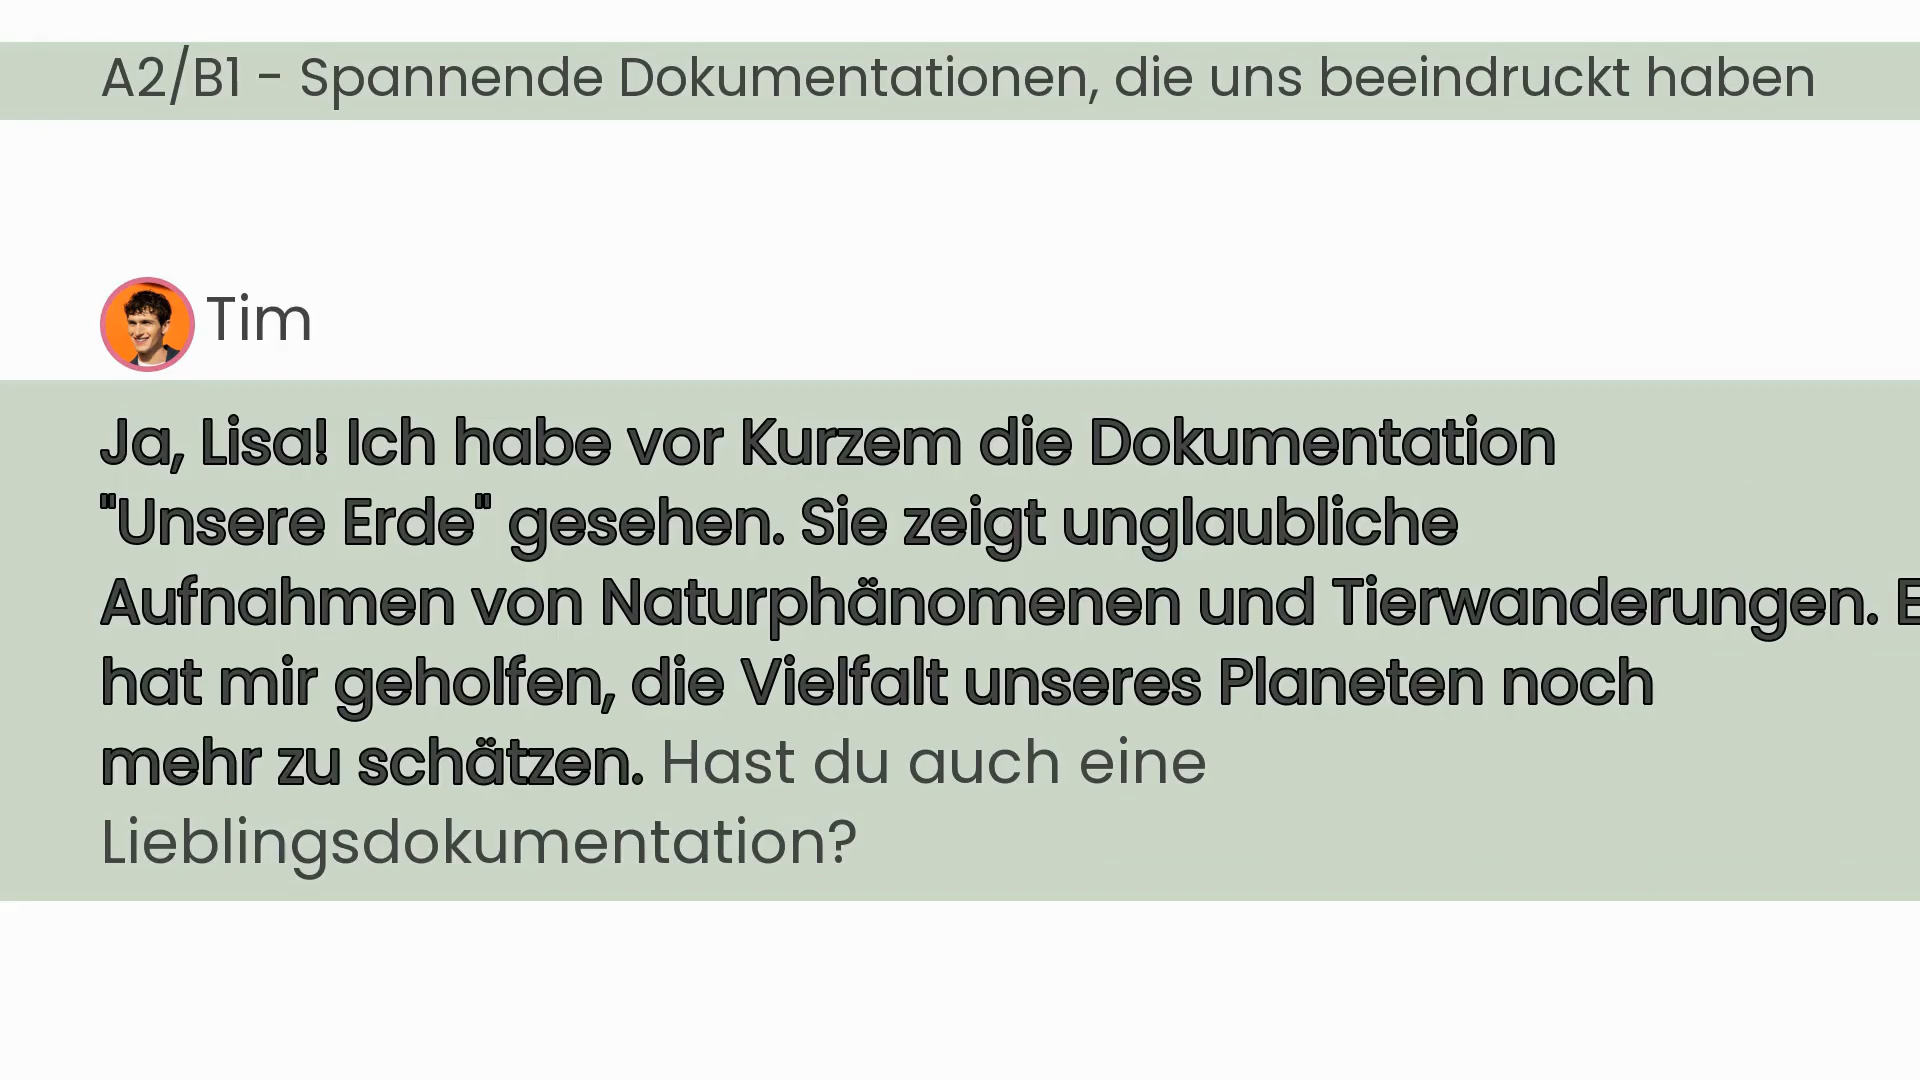 A2/B1 - Spannende Dokumentationen, die uns beeindruckt haben
Tim
Ja, Lisa! Ich habe vor Kurzem die Dokumentation
"Unsere Erde" gesehen. Sie zeigt unglaubliche
Aufnahmen von Naturphänomenen und Tierwanderungen.
hat mir geholfen, die Vielfalt unseres Planeten noch
mehr zu schätzen. Hast du auch eine
Lieblingsdokumentation?